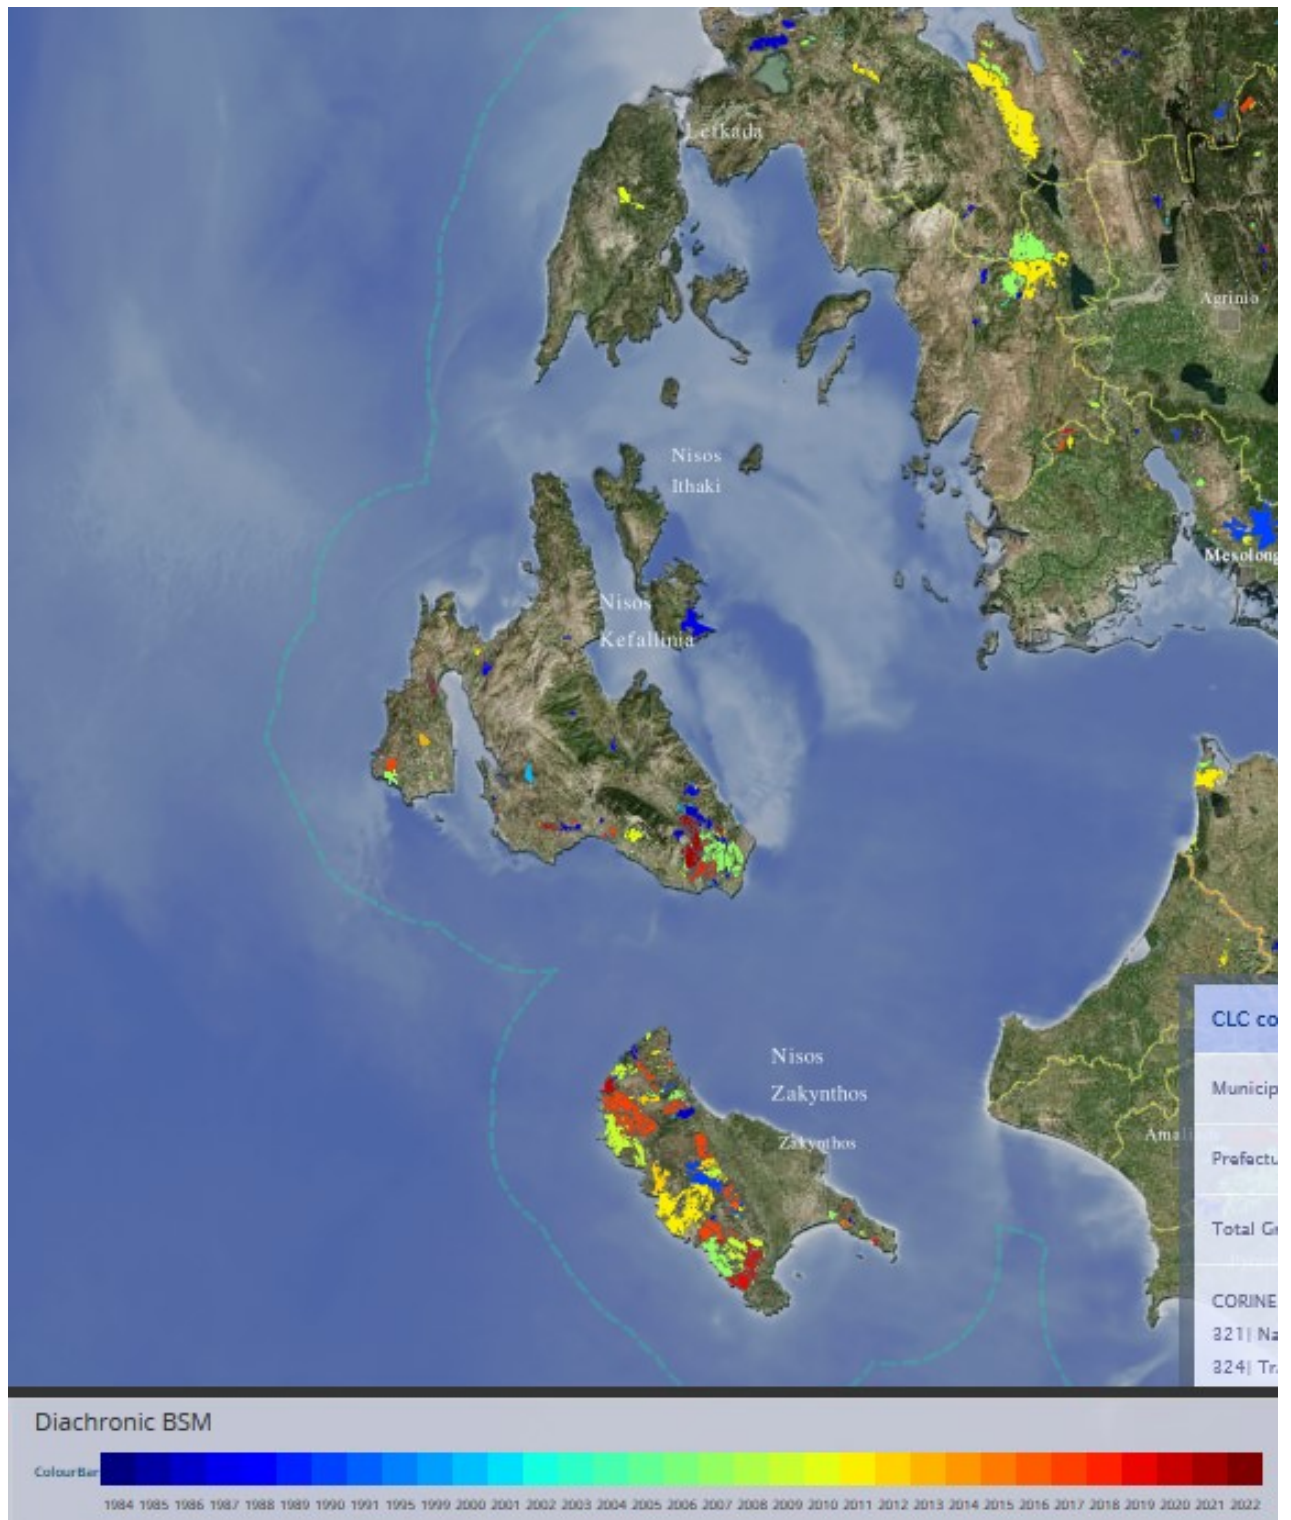 Lefkada
Agrinio
Nisos
Ithaki
Mesolong
Nisos
Kefallinia
CLC co
Nisos
Zakynthos
Municip
Zakynthos
Prefectu
Total Gr
CORINE
321| Na
324| Tr
Diachronic BSM
ColourBar
1984 1985 1986 1987 1988 1989 1990 1991 1995 1999 2000 2001 2002 2003 2004 2005 2006 2007 2008 2009 2010 2011 2012 2013 2014 2015 2016 2017 2018 2019 2020 2021 2022